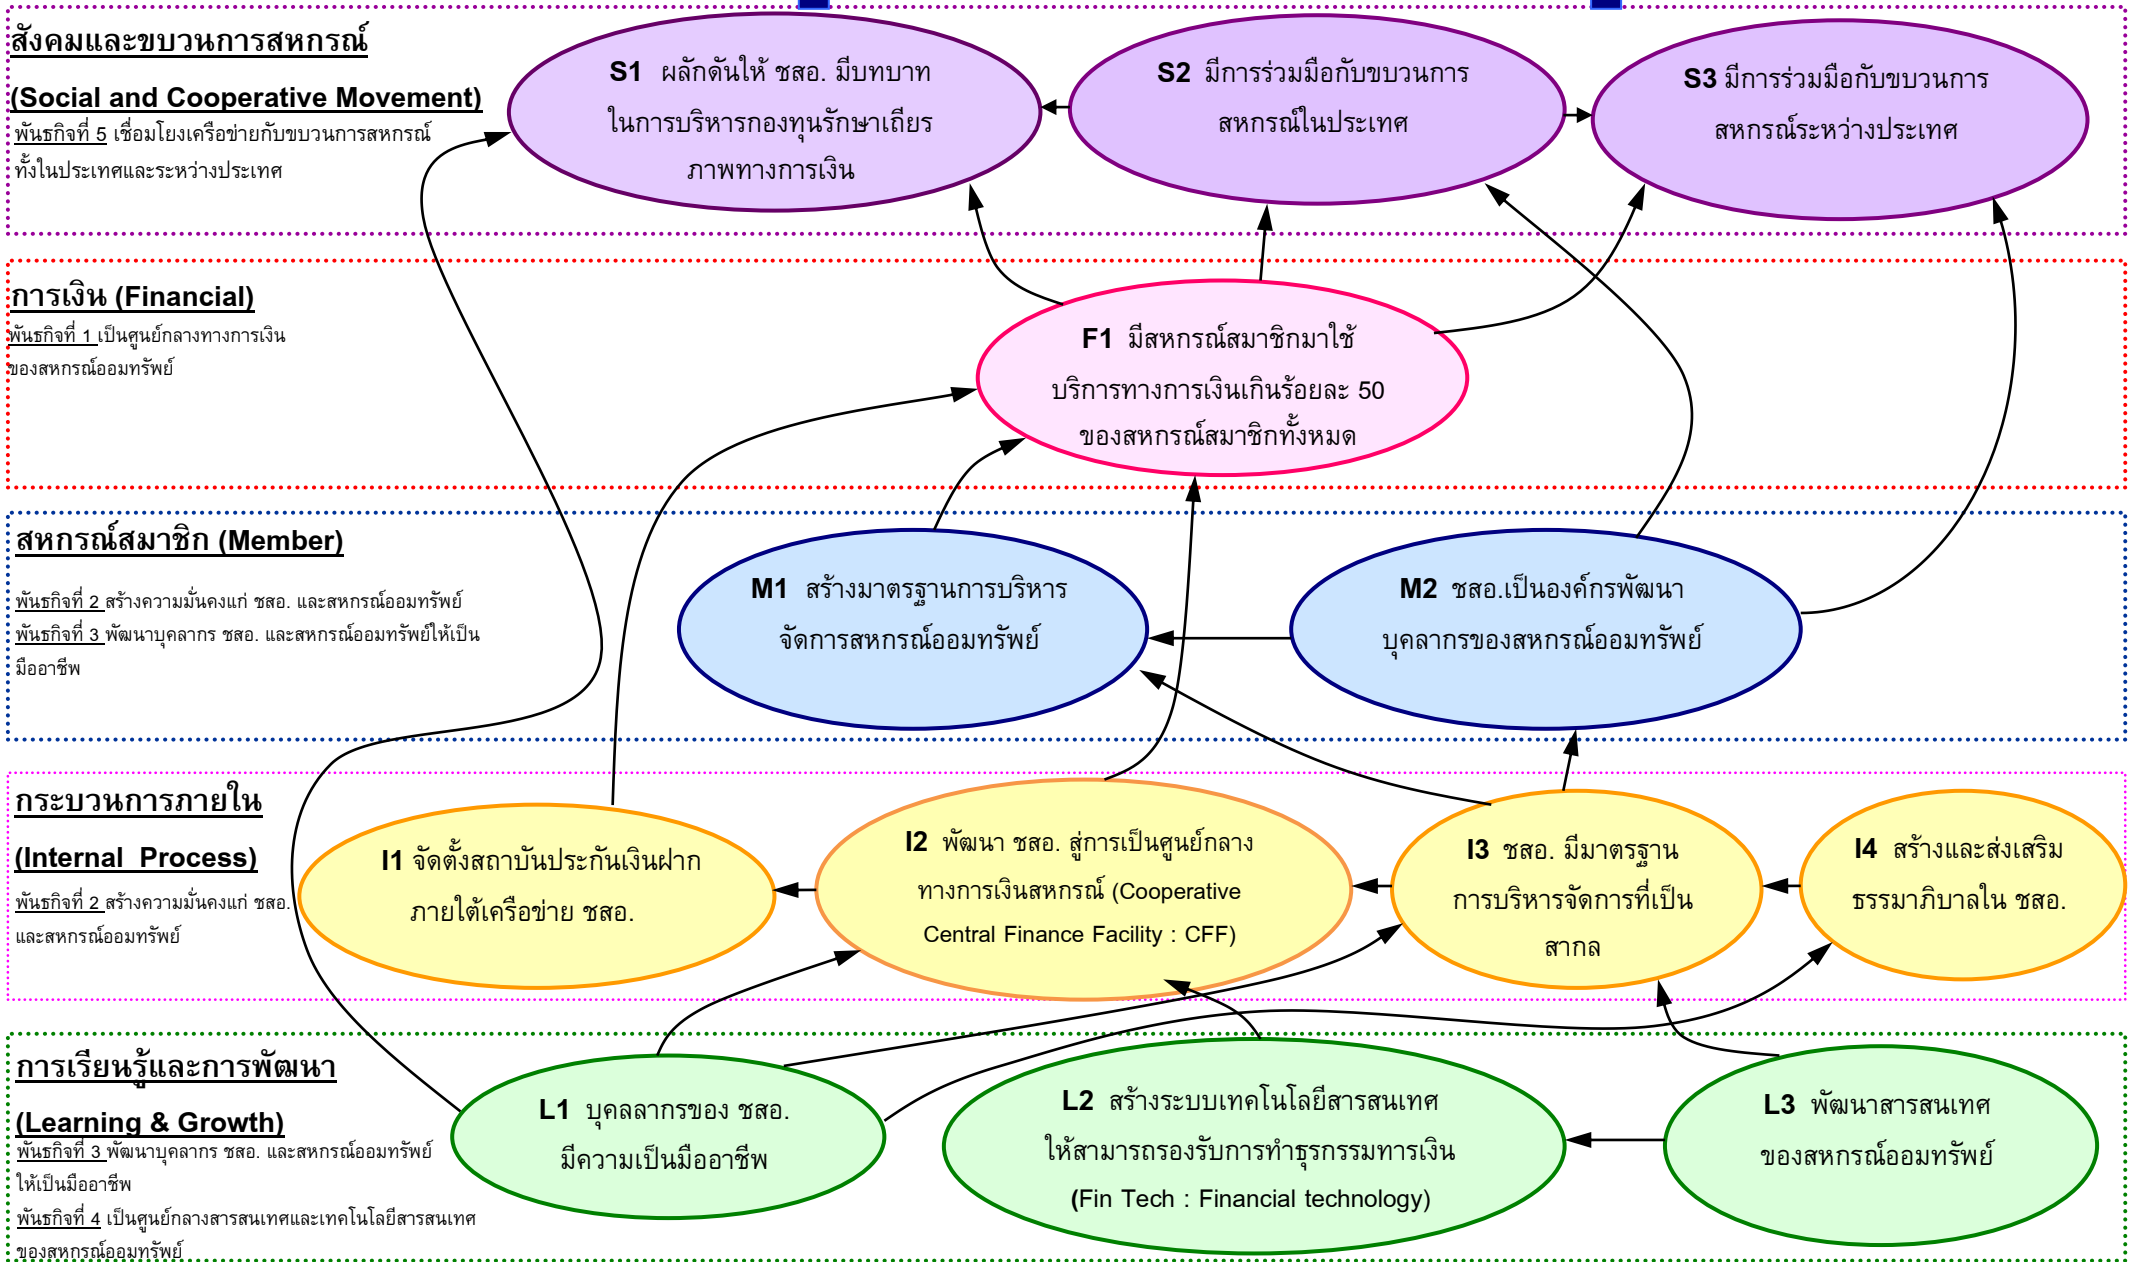 สังคมและขบวนการสหกรณ์
(Social and Cooperative Movement)
พันธกิจที่ 5 เชื่อมโยงเครือข่ายกับขบวนการสหกรณ์
ทั้งในประเทศและระหว่างประเทศ
S1 ผลักดันให้ ชสอ. มีบทบาท
ในการบริหารกองทุนรักษาเถียร
ภาพทางการเงิน
S2 มีการร่วมมือกับขบวนการ
สหกรณ์ในประเทศ
S3 มีการร่วมมือกับขบวนการ
สหกรณ์ระหว่างประเทศ
การเงิน (Financial)
พันธกิจที่ 1 เป็นศูนย์กลางทางการเงิน
ของสหกรณ์ออมทรัพย์
F1 มีสหกรณ์สมาชิกมาใช้
บริการทางการเงินเกินร้อยละ 50
ของสหกรณ์สมาชิกทั้งหมด
สหกรณ์สมาชิก (Member)
พันธกิจที่ 2 สร้างความมั่นคงแก่ ชสอ. และสหกรณ์ออมทรัพย์
พันธกิจที่ 3 พัฒนาบุคลากร ชสอ. และสหกรณ์ออมทรัพย์ให้เป็น
มืออาชีพ
M1 สร้างมาตรฐานการบริหาร
จัดการสหกรณ์ออมทรัพย์
M2 ชสอ.เป็นองค์กรพัฒนา
บุคลากรของสหกรณ์ออมทรัพย์
กระบวนการภายใน
(Internal Process)
พันธกิจที่ 2 สร้างความมั่นคงแก่ ชสอ.
และสหกรณ์ออมทรัพย์
I1 จัดตั้งสถาบันประกันเงินฝาก
ภายใต้เครือข่าย ชสอ.
I2 พัฒนา ชสอ. สู่การเป็นศูนย์กลาง
ทางการเงินสหกรณ์ (Cooperative
Central Finance Facility : CFF)
I3 ชสอ. มีมาตรฐาน
การบริหารจัดการที่เป็น
สากล
I4 สร้างและส่งเสริม
ธรรมาภิบาลใน ชสอ.
การเรียนรู้และการพัฒนา
(Learning & Growth)
พันธกิจที่ 3 พัฒนาบุคลากร ชสอ. และสหกรณ์ออมทรัพย์
ให้เป็นมืออาชีพ
พันธกิจที่ 4 เป็นศูนย์กลางสารสนเทศและเทคโนโลยีสารสนเทศ
ของสหกรณ์ออมทรัพย์
L1 บุคลลากรของ ชสอ.
มีความเป็นมืออาชีพ
L2 สร้างระบบเทคโนโลยีสารสนเทศ
ให้สามารถรองรับการทำธุรกรรมทารเงิน
(Fin Tech : Financial technology)
L3 พัฒนาสารสนเทศ
ของสหกรณ์ออมทรัพย์